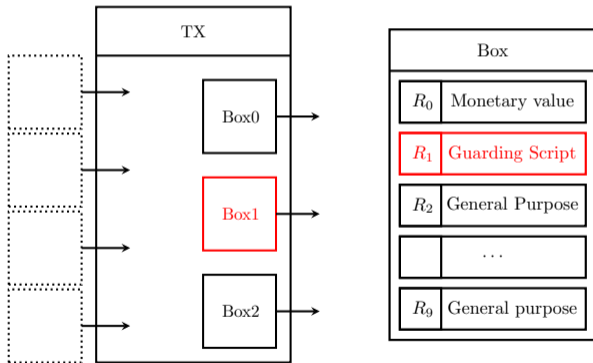 TX
Box0
Box1
Box2
Box
R0 Monetary value
R1 Guarding Script
R2 General Purpose
...
R9 General purpose